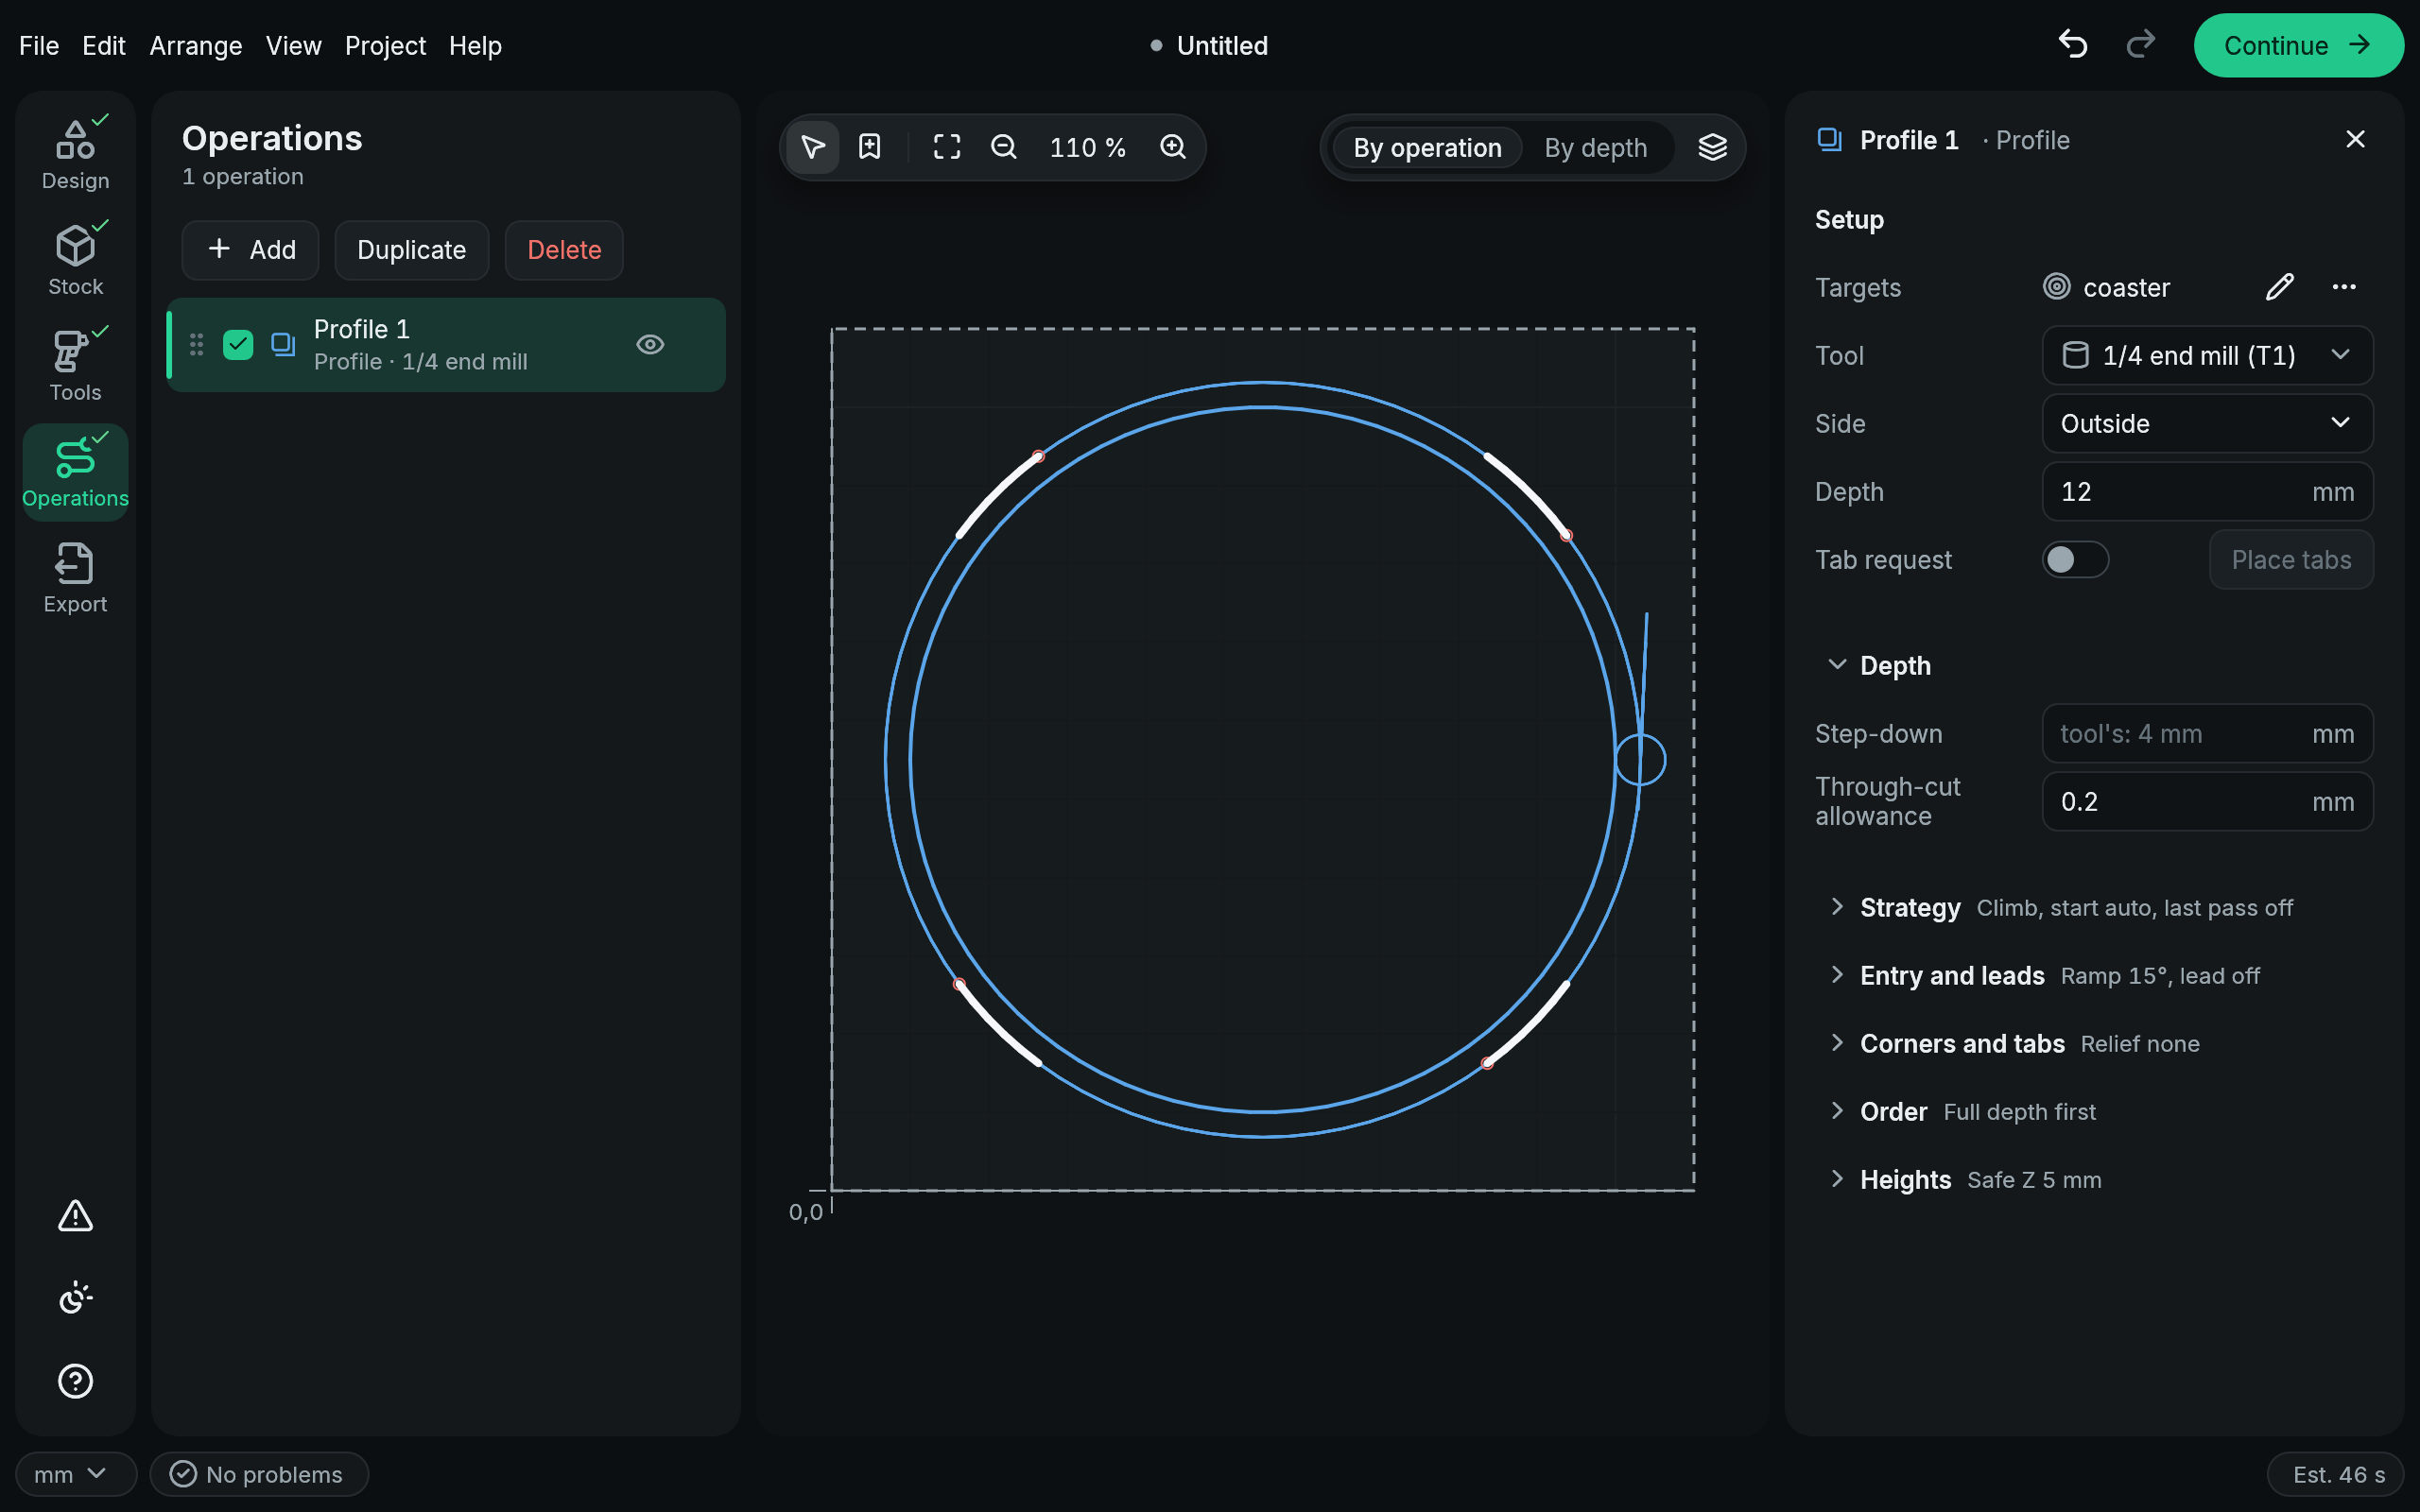 File Edit Arrange View Project Help
Untitled
Continue
Design
Stock
Tools
Operations
Export
Operations
1 operation
Add
Duplicate
Delete
Profile 1
Profile · 1/4 end mill
110 %
By operation
By depth
0,0
Profile 1 · Profile
Setup
Targets
coaster
Tool
1/4 end mill (T1)
Side
Outside
Depth
12 mm
Tab request
Place tabs
Depth
Step-down
tool's: 4 mm mm
Through-cut
allowance
0.2 mm
Strategy Climb, start auto, last pass off
Entry and leads Ramp 15°, lead off
Corners and tabs Relief none
Order Full depth first
Heights Safe Z 5 mm
mm
No problems
Est. 46 s